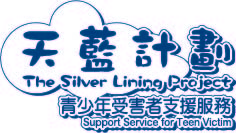 天藍計劃
The Silver Lining Project
青少年受害者支援服務
Support Service for Teen Victim